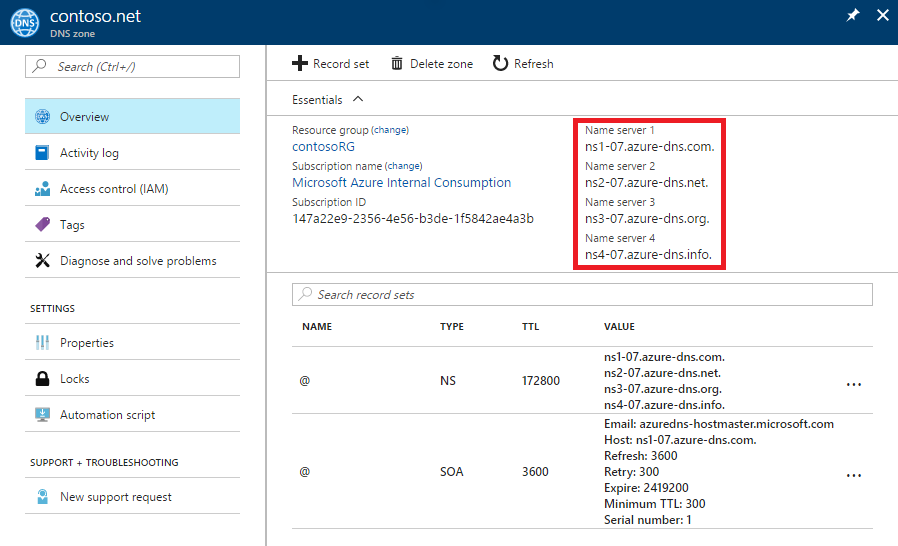 contoso.net
DNS zone
DNS
Search (Ctrl+/)
Overview
Activity log
Access control (IAM)
Tags
Diagnose and solve problems
SETTINGS
Properties
Locks
Automation script
SUPPORT + TROUBLESHOOTING
New support request
Record set Delete zone Refresh
Essentials
Resource group (change)
contosoRG
Subscription name (change)
Microsoft Azure Internal Consumption
Subscription ID
147a22e9-2356-4e56-b3de-1f5842ae4a3b
Name server 1
ns1-07.azure-dns.com.
Name server 2
ns2-07.azure-dns.net.
Name server 3
ns3-07.azure-dns.org.
Name server 4
ns4-07.azure-dns.info.
Search record sets
NAME TYPE TTL VALUE
@ NS 172800
ns1-07.azure-dns.com.
ns2-07.azure-dns.net.
ns3-07.azure-dns.org.
ns4-07.azure-dns.info.
@ SOA 3600
Email: azuredns-hostmaster.microsoft.com
Host: ns1-07.azure-dns.com.
Refresh: 3600
Retry: 300
Expire: 2419200
Minimum TTL: 300
Serial number: 1